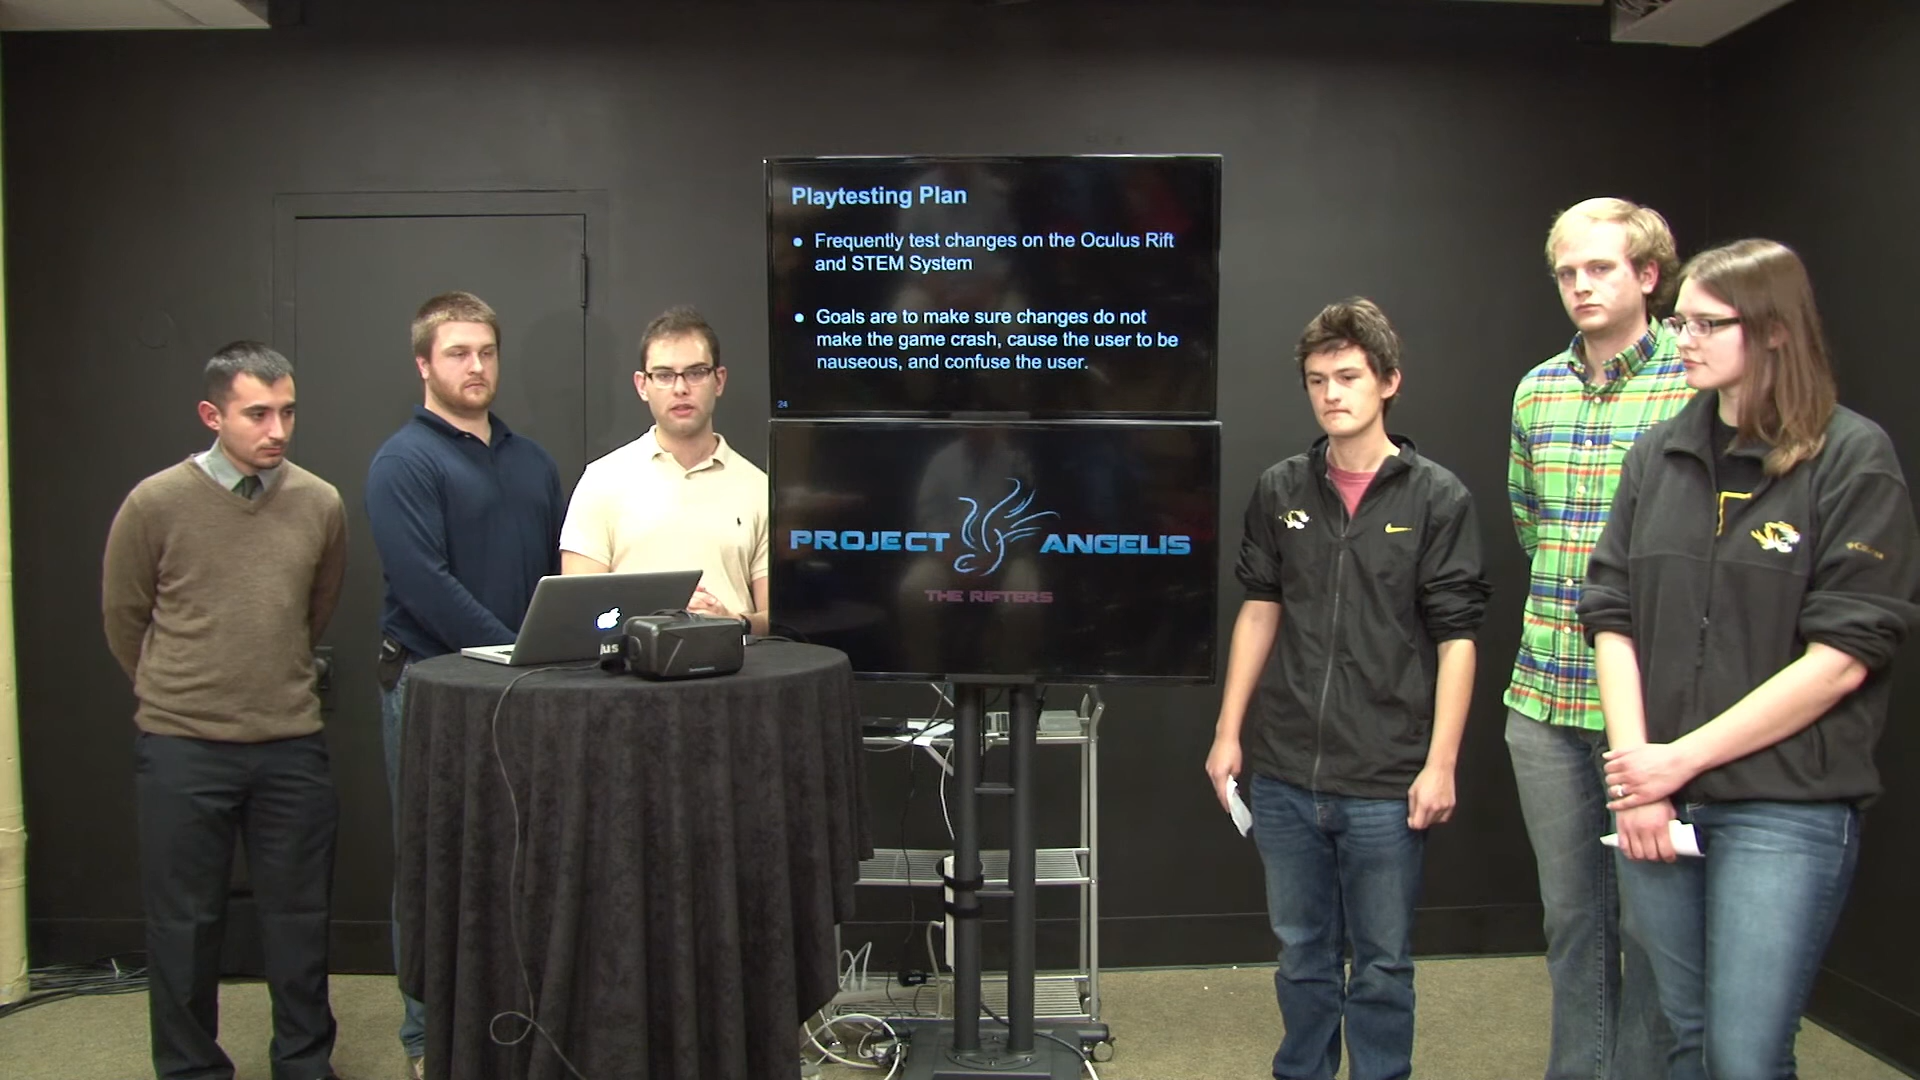 Playtesting Plan
● Frequently test changes on the Oculus Rift
and STEM System
● Goals are to make sure changes do not
make the game crash, cause the user to be
nauseous, and confuse the user.
24
PROJECT ANGELIS
THE RIFTERS